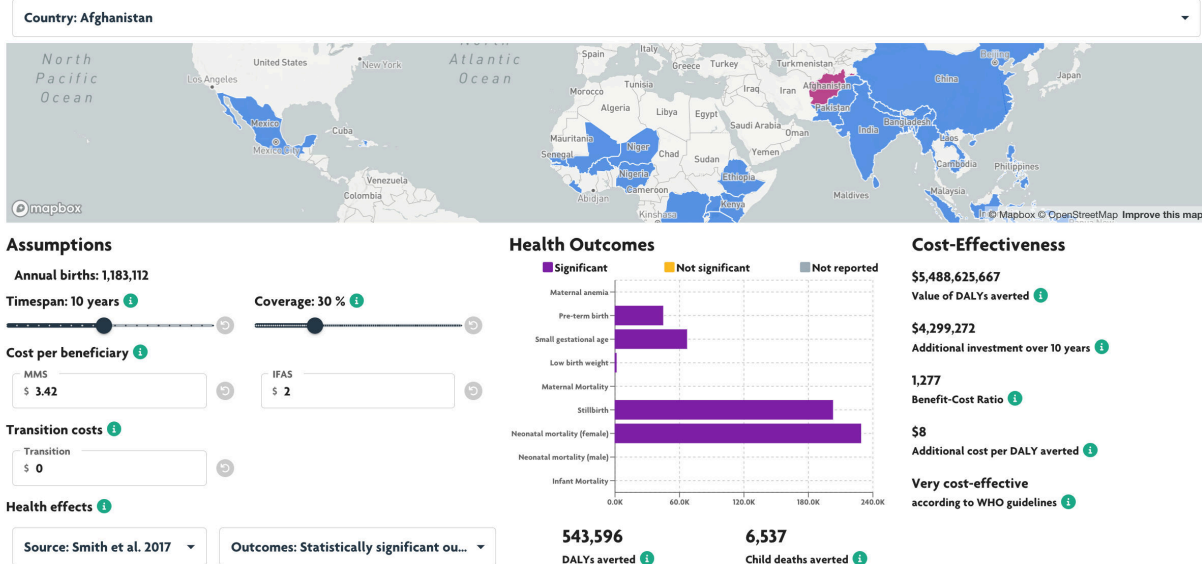 Country: Afghanistan
North
Pacific
Ocean
United States
New York
Los Angeles
Atlantic
Ocean
Mexico
Mexico City
Cuba
Venezuela
Colombia
Spain
Italy
Greece
Turkey
Turkmenistan
Morocco
Tunisia
Iraq
Iran
Afghanistan
Pakistan
Algeria
Libya
Egypt
Saudi Arabia
Oman
Mauritania
Senegal
Niger
Chad
Sudan
Yemen
Nigeria
Ethiopia
Abidjan
Cameroon
Kenya
Kinshasa
Maldives
India
Bangladesh
China
Beijing
Japan
Laos
Cambodia
Philippines
Malaysia
mapbox
© Mapbox © OpenStreetMap Improve this map
Assumptions
Annual births: 1,183,112
Timespan: 10 years
Coverage: 30 %
Cost per beneficiary
MMS
$ 3.42
IFAS
$ 2
Transition costs
Transition
$ 0
Health effects
Source: Smith et al. 2017
Outcomes: Statistically significant ou...
Health Outcomes
Significant
Not significant
Not reported
Maternal anemia
Pre-term birth
Small gestational age
Low birth weight
Maternal Mortality
Stillbirth
Neonatal mortality (female)
Neonatal mortality (male)
Infant Mortality
0.0K 60.0K 120.0K 180.0K 240.0K
543,596
DALYs averted
6,537
Child deaths averted
Cost-Effectiveness
$5,488,625,667
Value of DALYs averted
$4,299,272
Additional investment over 10 years
1,277
Benefit-Cost Ratio
$8
Additional cost per DALY averted
Very cost-effective
according to WHO guidelines